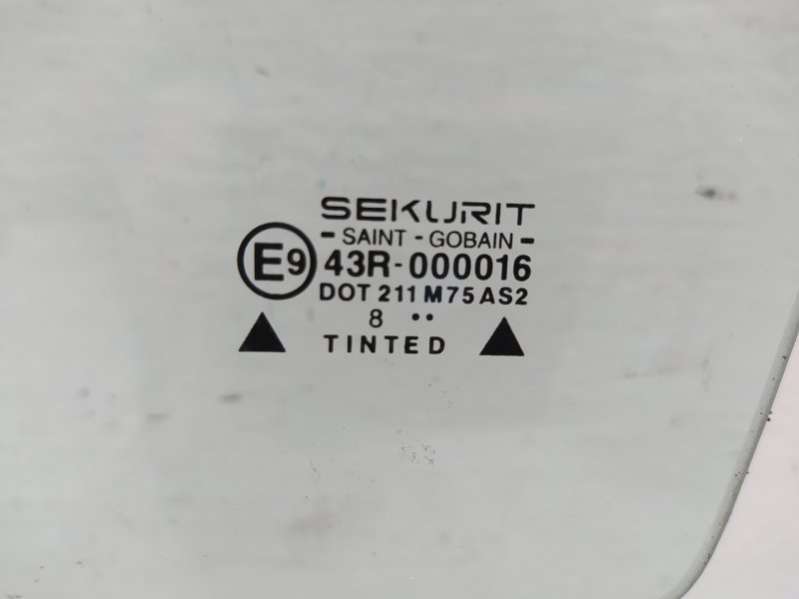 SEKURIT
- SAINT - GOBAIN -
E9 43R-000016
DOT 211 M75 AS2
8 ••
TINTED